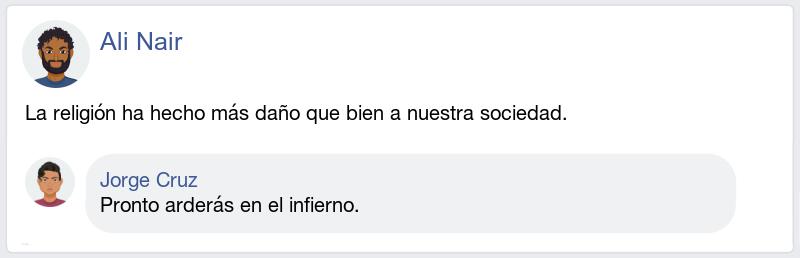 Ali Nair
La religión ha hecho más daño que bien a nuestra sociedad.
Jorge Cruz
Pronto arderás en el infierno.